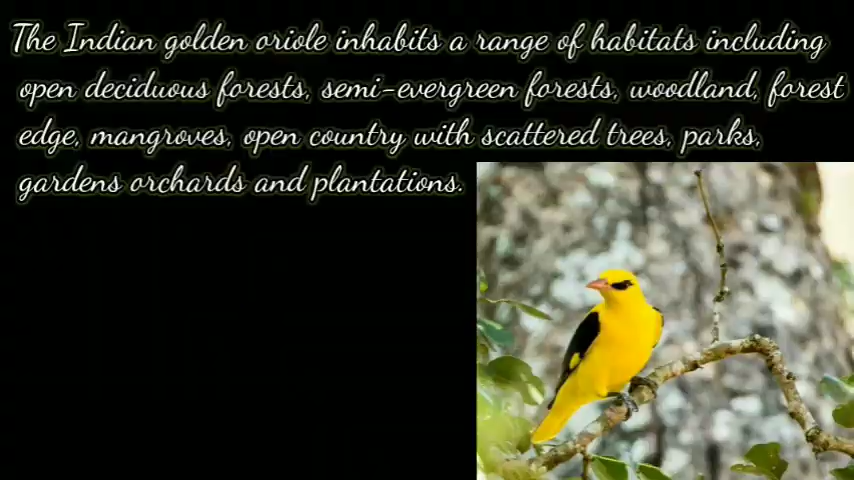 The Indian golden oriole inhabits a range of habitats including
open deciduous forests, semi-evergreen forests, woodland, forest
edge, mangroves, open country with scattered trees, parks,
gardens orchards and plantations.